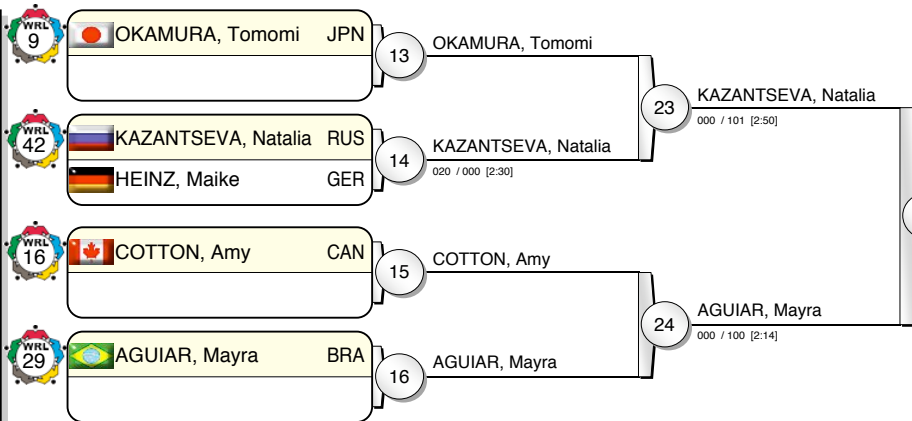 WRL
9
OKAMURA, Tomomi JPN
13
OKAMURA, Tomomi
23
KAZANTSEVA, Natalia
000 / 101 [2:50]
WRL
42
KAZANTSEVA, Natalia RUS
HEINZ, Maike GER
14
KAZANTSEVA, Natalia
020 / 000 [2:30]
WRL
16
COTTON, Amy CAN
15
COTTON, Amy
24
AGUIAR, Mayra
000 / 100 [2:14]
WRL
29
AGUIAR, Mayra BRA
16
AGUIAR, Mayra